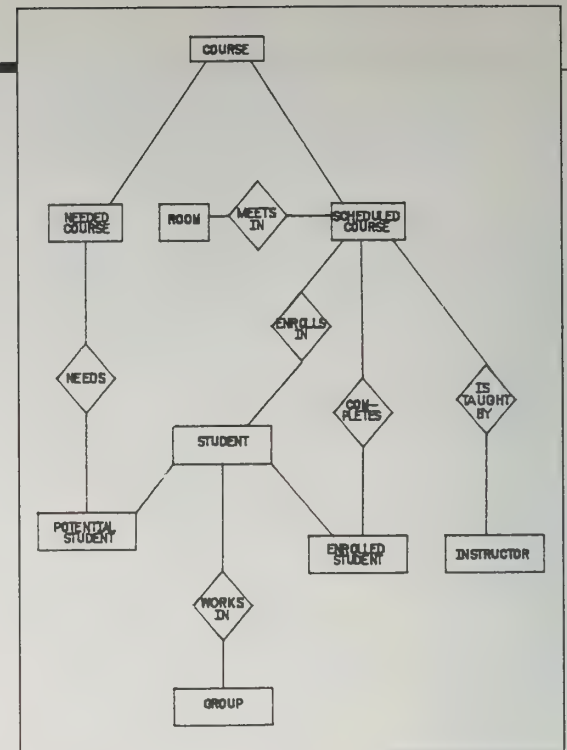 COURSE
NEEDED
COURSE
ROOM
MEETS
IN
SCHEDULED
COURSE
ENROLLS
IN
NEEDS
COM-
PLETES
IS
TAUGHT
BY
STUDENT
POTENTIAL
STUDENT
ENROLLED
STUDENT
INSTRUCTOR
WORKS
IN
GROUP